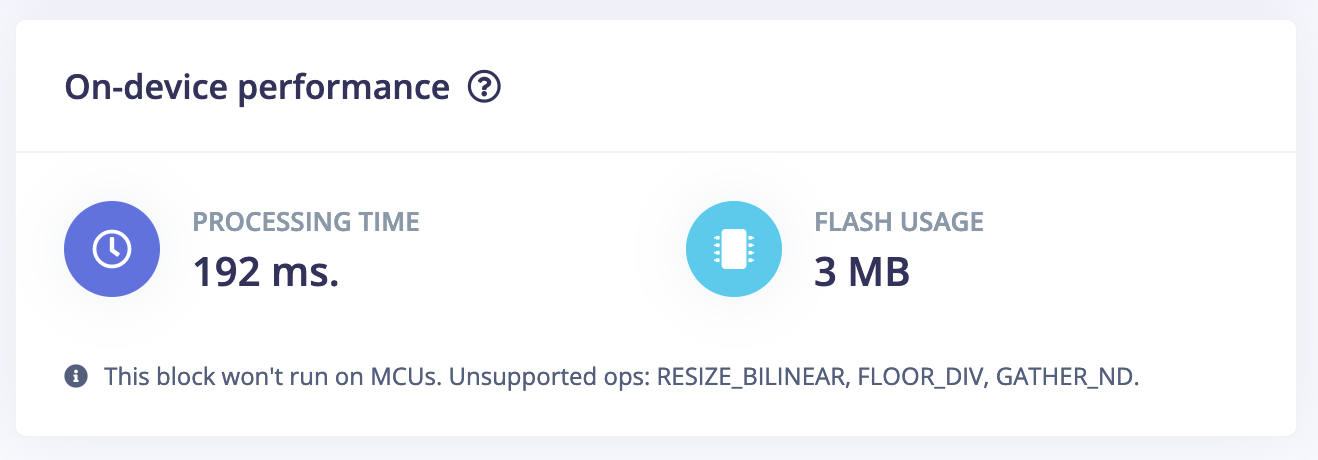 On-device performance
PROCESSING TIME
192 ms.
FLASH USAGE
3 MB
This block won't run on MCUs. Unsupported ops: RESIZE_BILINEAR, FLOOR_DIV, GATHER_ND.